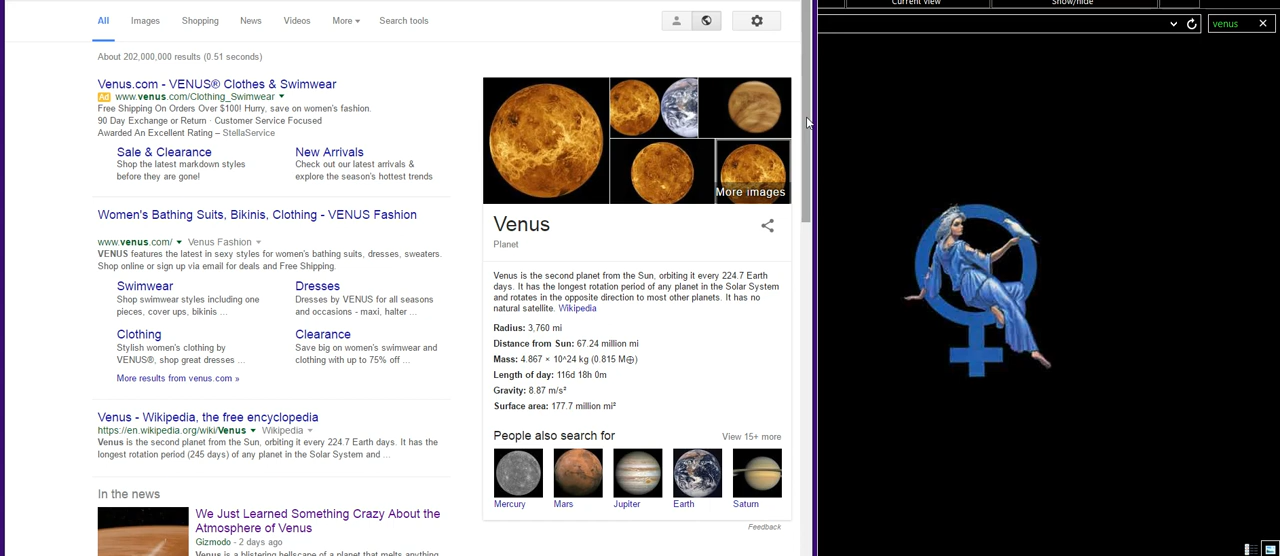 All Images Shopping News Videos More Search tools
About 202,000,000 results (0.51 seconds)
Venus.com - VENUS® Clothes & Swimwear
Ad www.venus.com/Clothing_Swimwear
Free Shipping On Orders Over $100! Hurry, save on women's fashion.
90 Day Exchange or Return · Customer Service Focused
Awarded An Excellent Rating – StellaService
Sale & Clearance
Shop the latest markdown styles
before they are gone!
New Arrivals
Check out our latest arrivals &
explore the season's hottest trends
Women's Bathing Suits, Bikinis, Clothing - VENUS Fashion
www.venus.com/ Venus Fashion
VENUS features the latest in sexy styles for women's bathing suits, dresses, sweaters.
Shop online or sign up via email for deals and Free Shipping.
Swimwear
Shop swimwear styles including one
pieces, cover ups, bikinis ...
Dresses
Dresses by VENUS for all seasons
and occasions - maxi, halter ...
Clothing
Stylish women's clothing by
VENUS®, shop great dresses ...
Clearance
Save big on women's swimwear and
clothing with up to 75% off ...
More results from venus.com »
Venus - Wikipedia, the free encyclopedia
https://en.wikipedia.org/wiki/Venus Wikipedia
Venus is the second planet from the Sun, orbiting it every 224.7 Earth days. It has the
longest rotation period (245 days) of any planet in the Solar System and ...
In the news
We Just Learned Something Crazy About the
Atmosphere of Venus
Gizmodo - 2 days ago
Venus is a blistering hellscape of a planet that melts anything
More images
Venus
Planet
Venus is the second planet from the Sun, orbiting it every 224.7 Earth
days. It has the longest rotation period of any planet in the Solar System
and rotates in the opposite direction to most other planets. It has no
natural satellite. Wikipedia
Radius: 3,760 mi
Distance from Sun: 67.24 million mi
Mass: 4.867 × 10^24 kg (0.815 M⊕)
Length of day: 116d 18h 0m
Gravity: 8.87 m/s²
Surface area: 177.7 million mi²
People also search for View 15+ more
Mercury Mars Jupiter Earth Saturn
Feedback
Current view Show/hide
venus